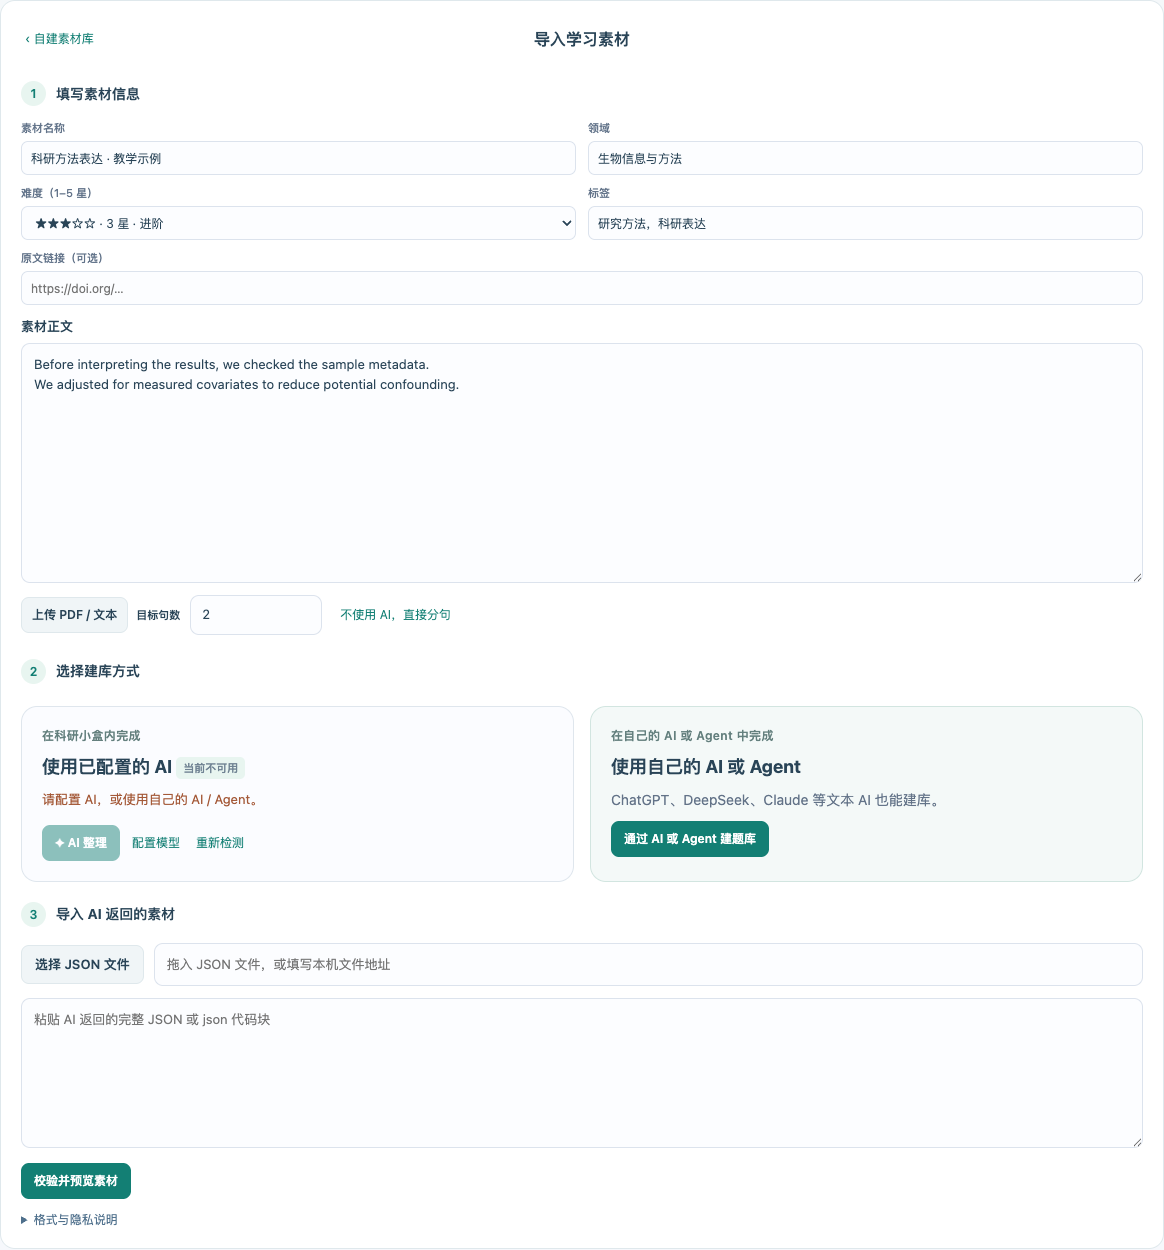 ‹ 自建素材库
导入学习素材
1 填写素材信息
素材名称
领域
科研方法表达 · 教学示例
生物信息与方法
难度（1–5 星）
标签
★★★☆☆ · 3 星 · 进阶
研究方法，科研表达
原文链接（可选）
https://doi.org/...
素材正文
Before interpreting the results, we checked the sample metadata.
We adjusted for measured covariates to reduce potential confounding.
上传 PDF / 文本 目标句数 2 不使用 AI，直接分句
2 选择建库方式
在科研小盒内完成
使用已配置的 AI 当前不可用
请配置 AI，或使用自己的 AI / Agent。
✦ AI 整理 配置模型 重新检测
在自己的 AI 或 Agent 中完成
使用自己的 AI 或 Agent
ChatGPT、DeepSeek、Claude 等文本 AI 也能建库。
通过 AI 或 Agent 建题库
3 导入 AI 返回的素材
选择 JSON 文件 拖入 JSON 文件，或填写本机文件地址
粘贴 AI 返回的完整 JSON 或 json 代码块
校验并预览素材
▶ 格式与隐私说明